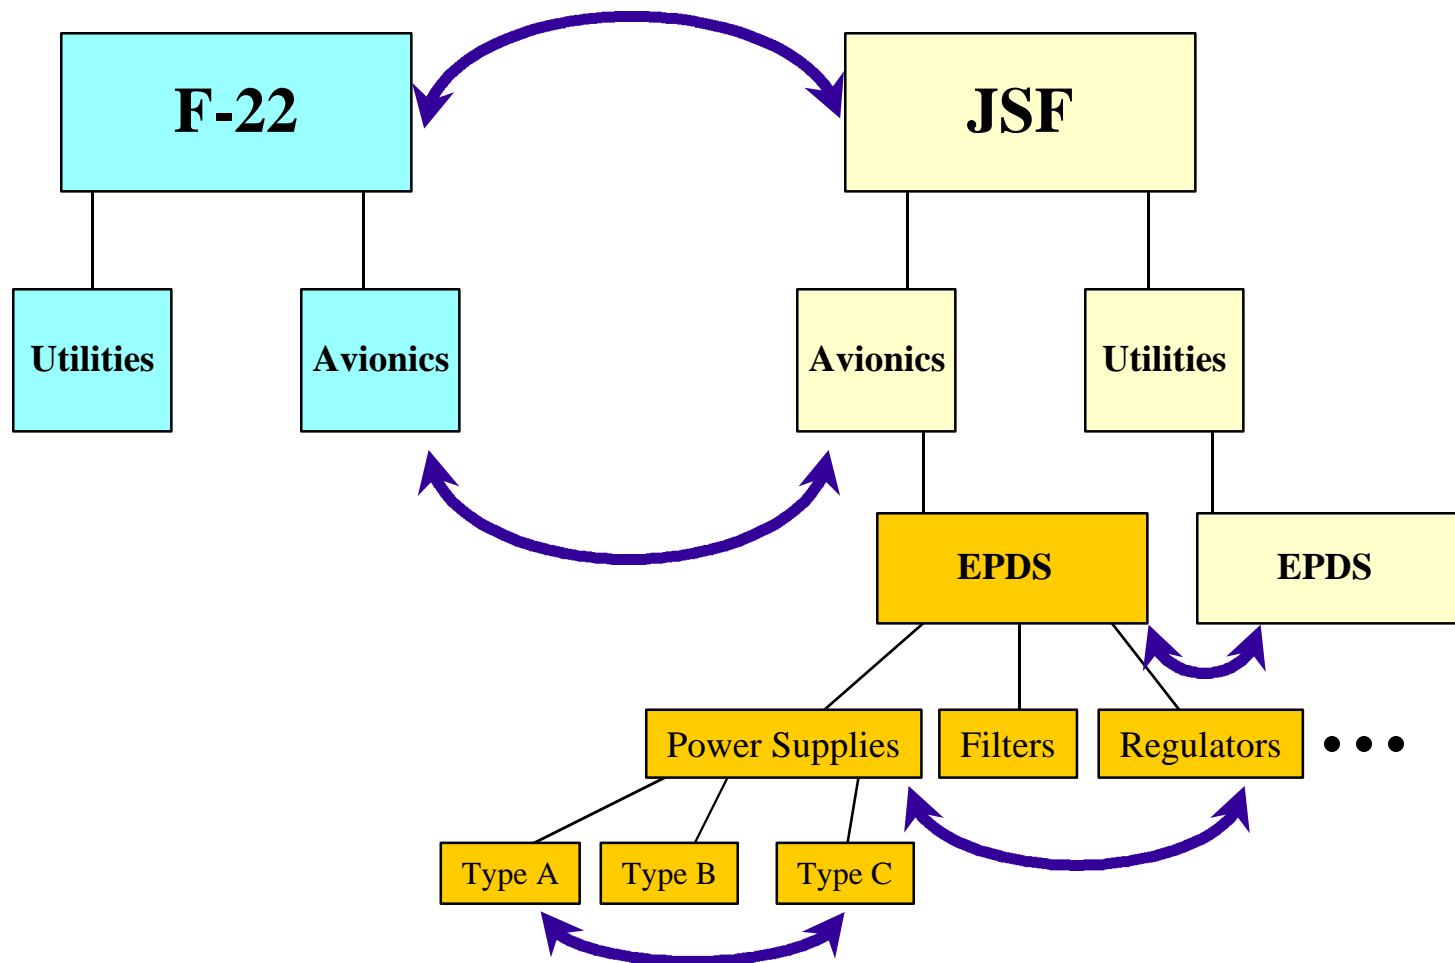 F-22
JSF
Utilities
Avionics
Avionics
Utilities
EPDS
EPDS
Power Supplies
Filters
Regulators
Type A
Type B
Type C